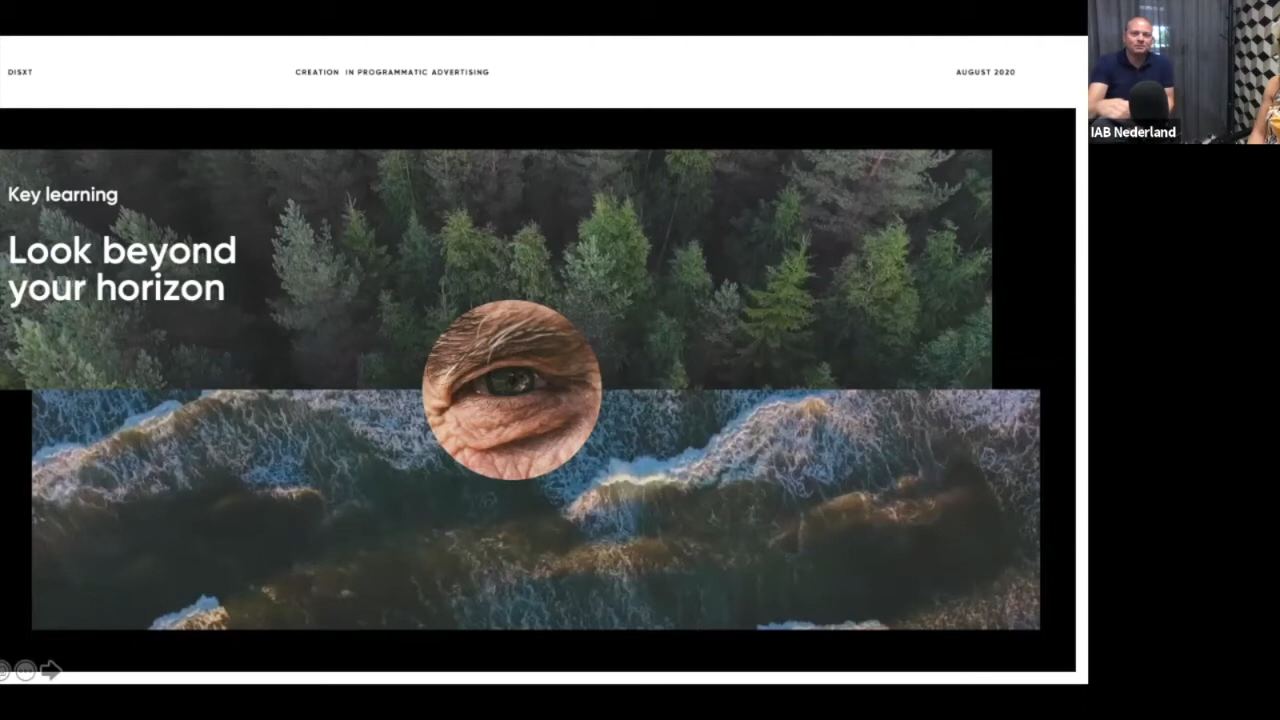 DISXT
CREATION IN PROGRAMMATIC ADVERTISING
AUGUST 2020
Key learning
Look beyond
your horizon
IAB Nederland